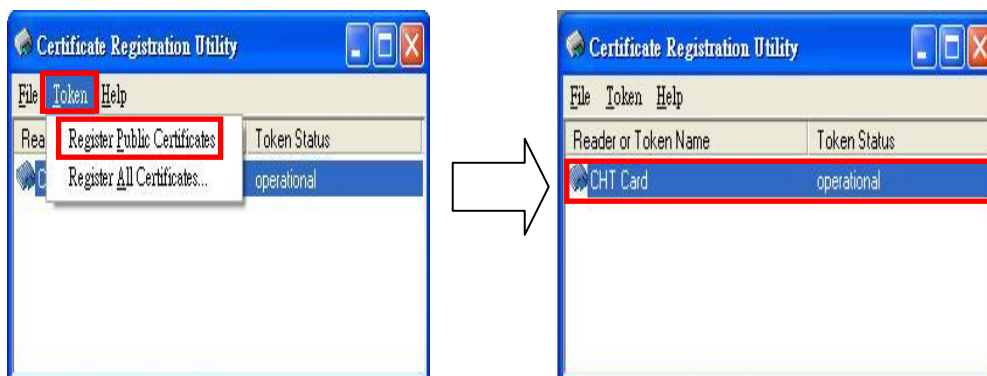 Certificate Registration Utility
File Token Help
Rea Token Status
Register Public Certificates
Register All Certificates...
C operational
Certificate Registration Utility
File Token Help
Reader or Token Name Token Status
CHT Card operational